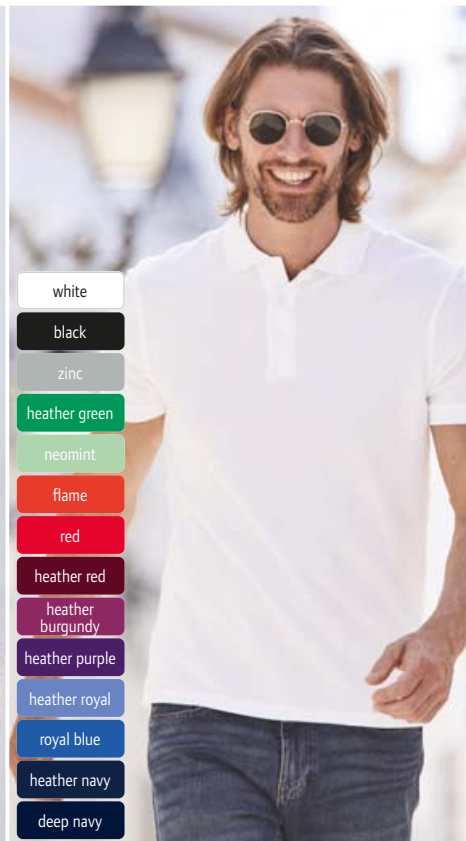 white
black
zinc
heather green
neomint
flame
red
heather red
heather
burgundy
heather purple
heather royal
royal blue
heather navy
deep navy